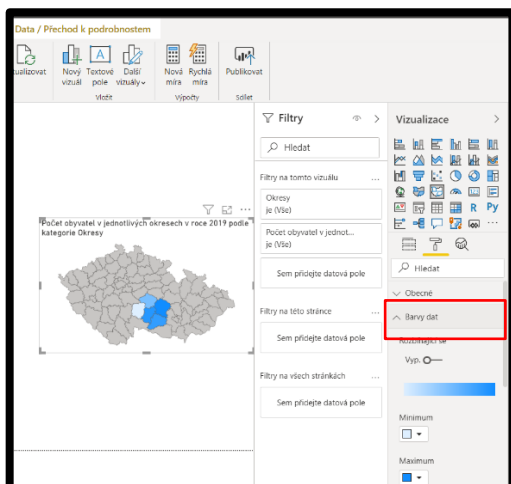 Data / Přechod k podrobnostem
ualizovat
Nový vizuál
Textové pole
Další vizuály
Nová míra
Rychlá míra
Publikovat
Vložit
Výpočty
Sdílet
Počet obyvatel v jednotlivých okresech v roce 2019 podle
kategorie Okresy
Filtry
Hledat
Filtry na tomto vizuálu
...
Okresy
je (Vše)
Počet obyvatel v jednot...
je (Vše)
Sem přidejte datová pole
Filtry na této stránce
...
Sem přidejte datová pole
Filtry na všech stránkách
...
Sem přidejte datová pole
Vizualizace
R
Py
...
Hledat
Obecné
Barvy dat
Rozbíhající se
Vyp.
Minimum
Maximum